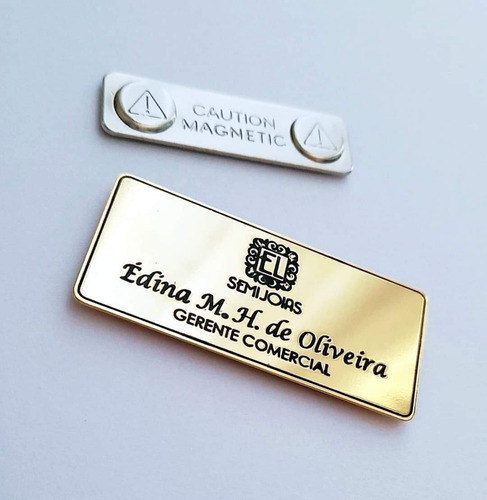 CAUTION
MAGNETIC
EL
SEMIJOIAS
Édina M. H. de Oliveira
GERENTE COMERCIAL